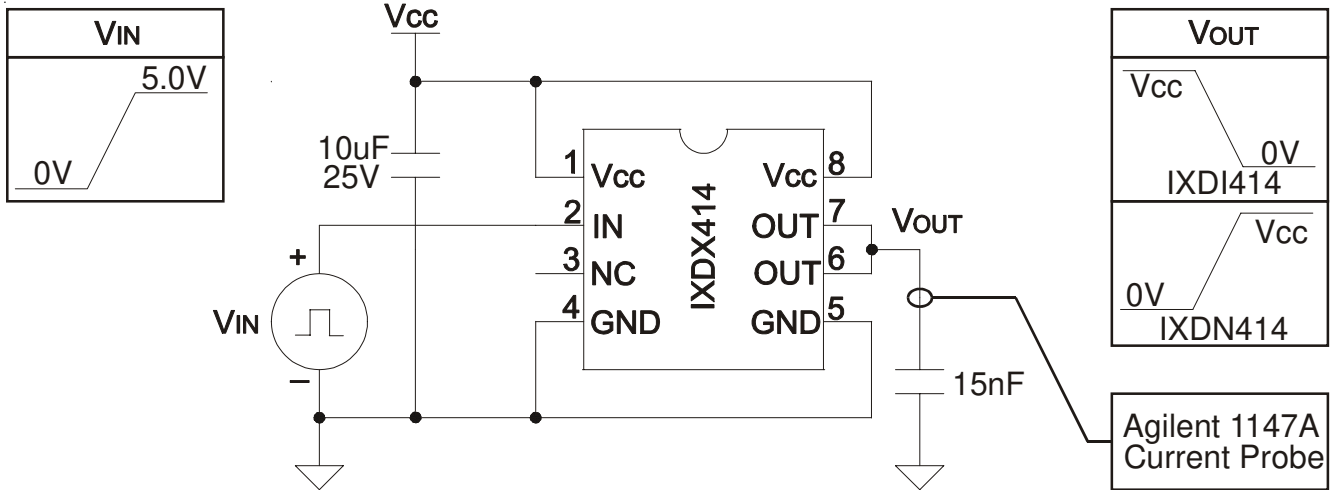 VIN
5.0V
0V
Vcc
10uF
25V
+
VIN
–
1
Vcc
2
IN
3
NC
4
GND
IXDX414
Vcc
8
OUT
7
OUT
6
GND
5
VOUT
15nF
VOUT
Vcc
0V
IXDI414
Vcc
0V
IXDN414
Agilent 1147A
Current Probe